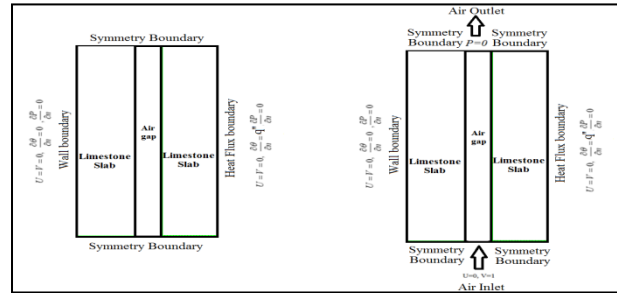 Symmetry Boundary
U=V=0, ∂θ/∂n=0, ∂P/∂n=0
Wall boundary
Limestone
Slab
Air
gap
Limestone
Slab
Heat Flux boundary
U=V=0, ∂θ/∂n=q" ∂P/∂n=0
Symmetry Boundary
Air Outlet
Symmetry
Boundary
P=0
Symmetry
Boundary
U=V=0, ∂θ/∂n=0, ∂P/∂n=0
Wall boundary
Limestone
Slab
Air
gap
Limestone
Slab
Heat Flux boundary
U=V=0, ∂θ/∂n=q" ∂P/∂n=0
Symmetry
Boundary
Symmetry
Boundary
U=0, V=1
Air Inlet